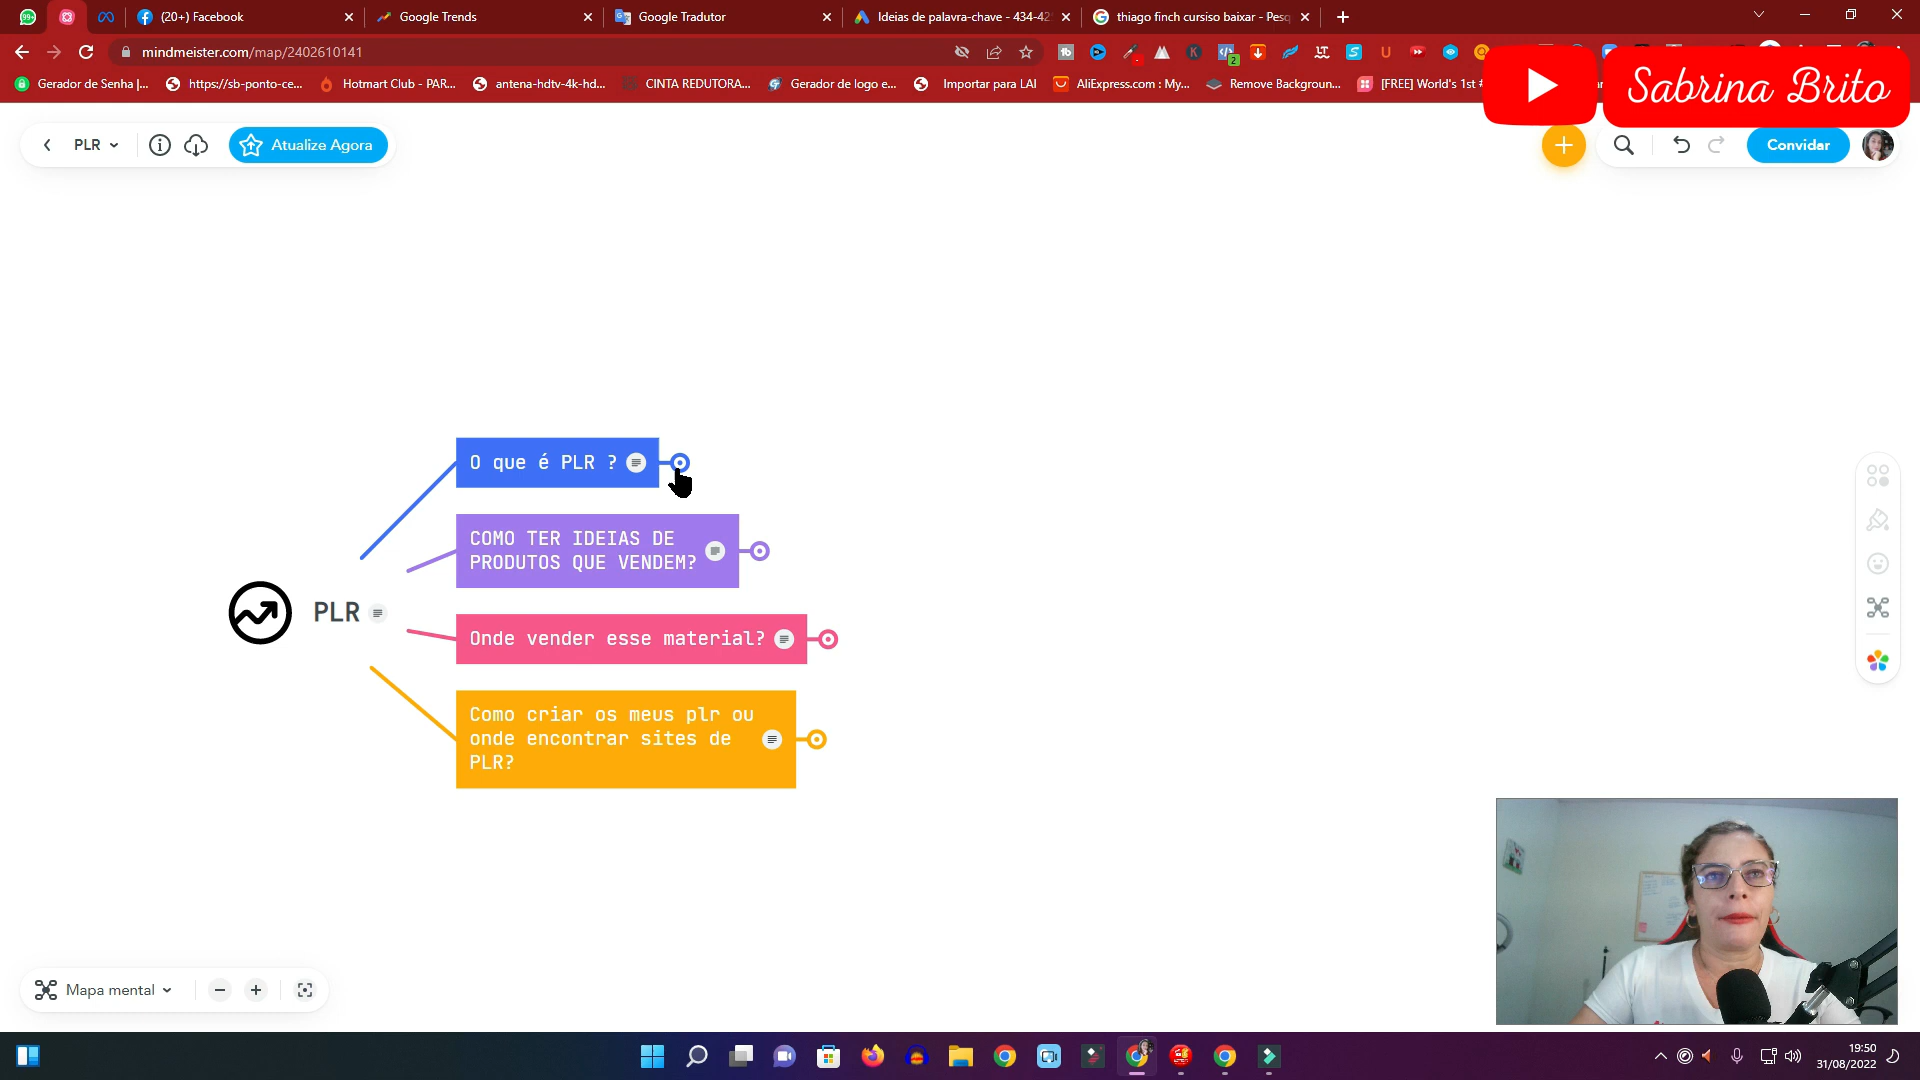 99+
(20+) Facebook
Google Trends
Google Tradutor
Ideias de palavra-chave - 434-42
thiago finch cursiso baixar - Pesq
mindmeister.com/map/2402610141
2
Gerador de Senha |...
https://sb-ponto-ce...
Hotmart Club - PAR...
antena-hdtv-4k-hd...
CINTA REDUTORA...
Gerador de logo e...
Importar para LAI
AliExpress.com : My...
Remove Backgroun...
[FREE] World's 1st
Sabrina Brito
PLR
Atualize Agora
Convidar
O que é PLR ?
COMO TER IDEIAS DE
PRODUTOS QUE VENDEM?
PLR
Onde vender esse material?
Como criar os meus plr ou
onde encontrar sites de
PLR?
Mapa mental
19:50
31/08/2022